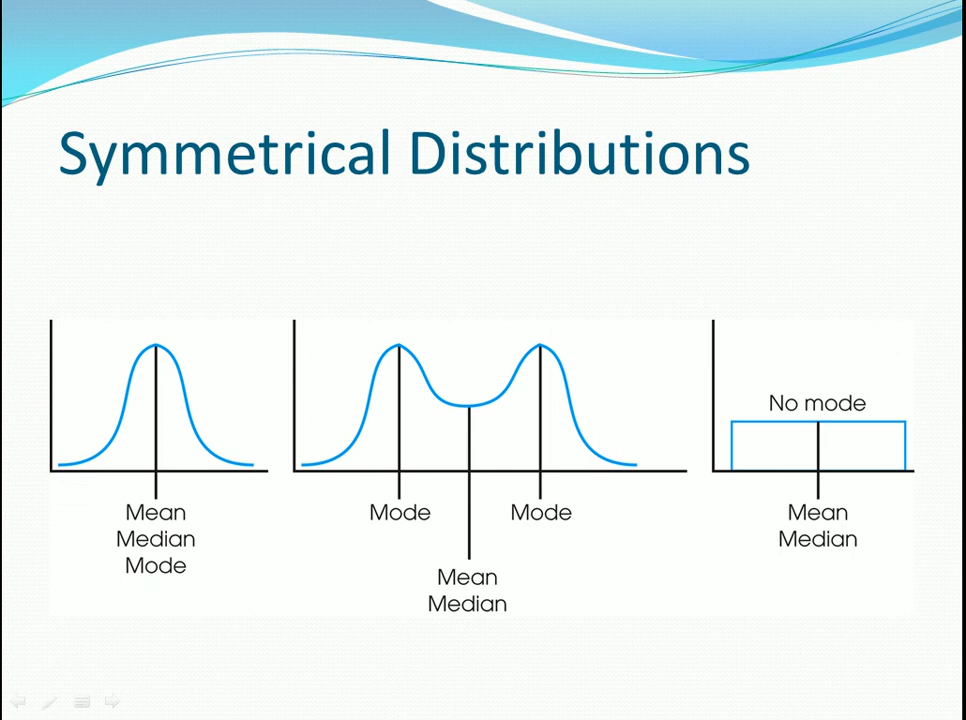 Symmetrical Distributions
Mean
Median
Mode
Mode
Mode
Mean
Median
No mode
Mean
Median